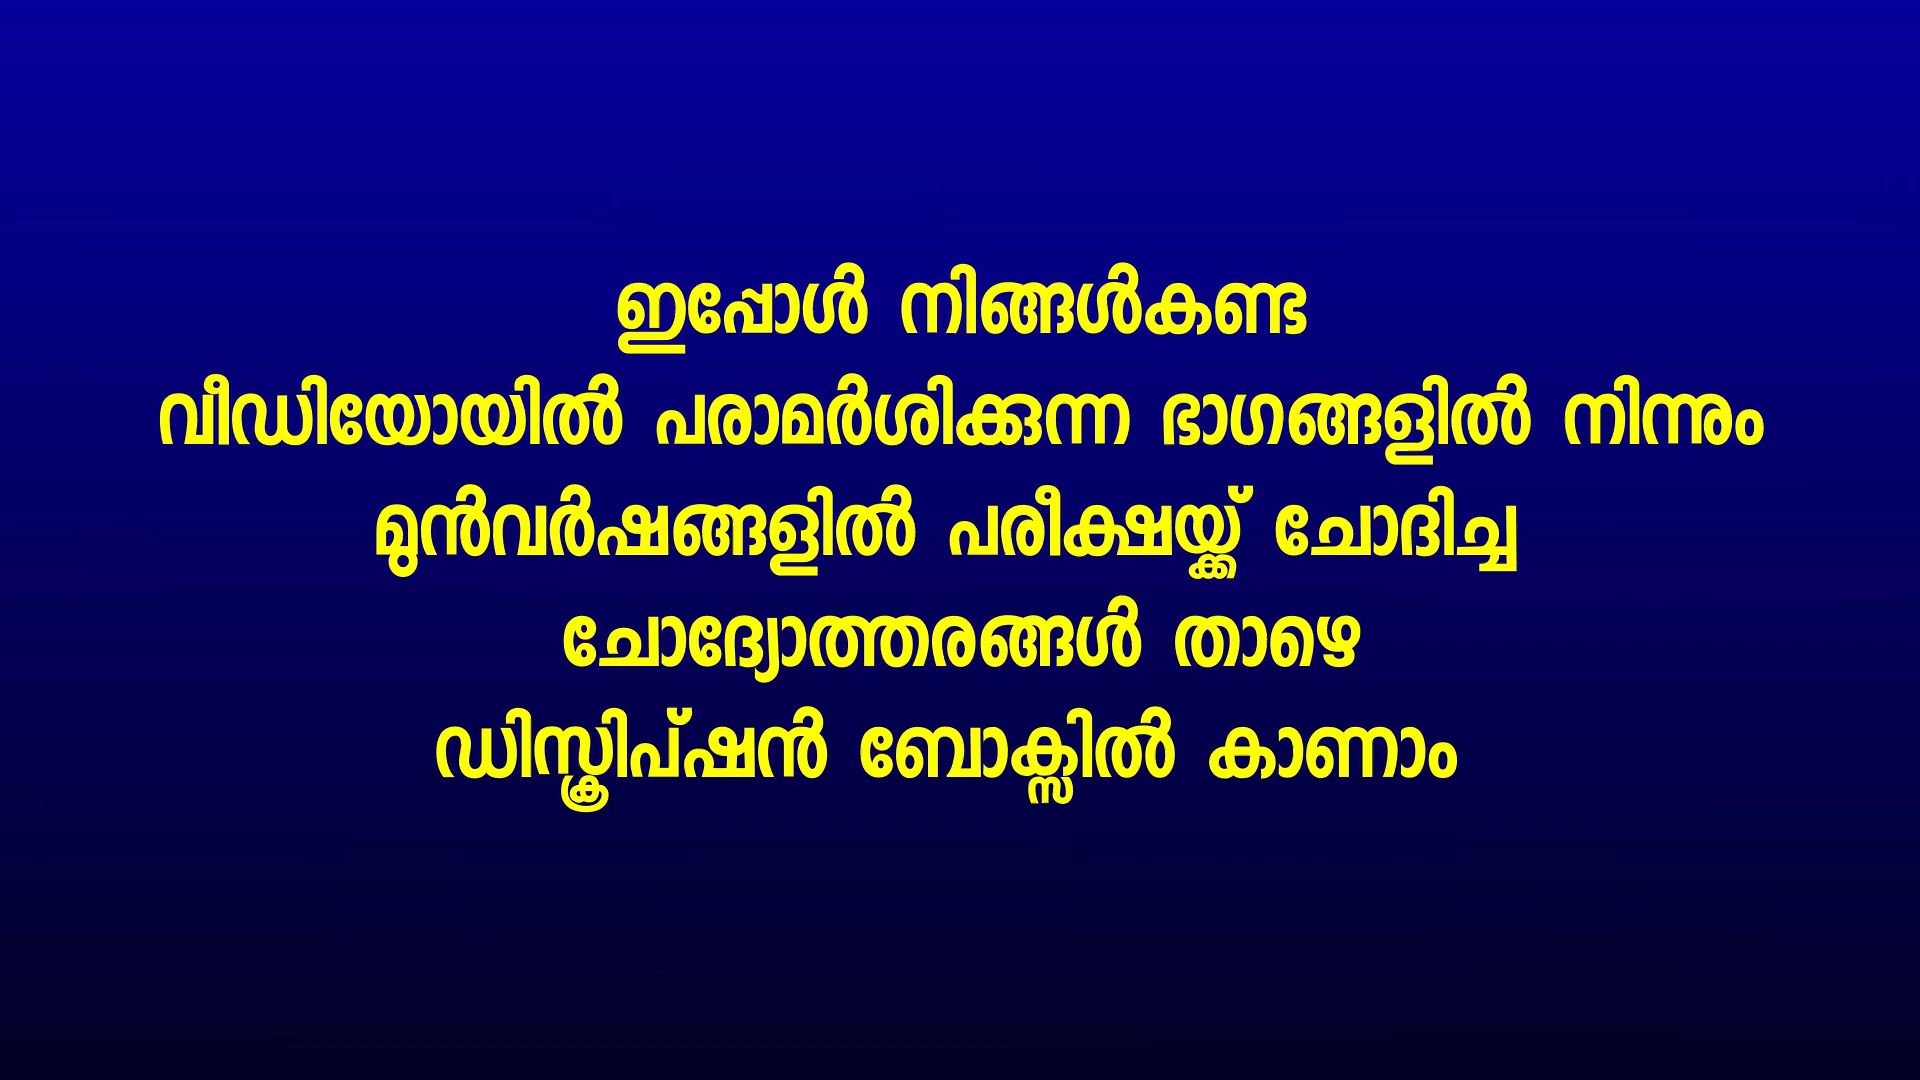 ഇപ്പോൾ നിങ്ങൾകണ്ട
വീഡിയോയിൽ പരാമർശിക്കുന്ന ഭാഗങ്ങളിൽ നിന്നും
മുൻവർഷങ്ങളിൽ പരീക്ഷയ്ക്ക് ചോദിച്ച
ചോദ്യോത്തരങ്ങൾ താഴെ
ഡിസ്ക്രിപ്ഷൻ ബോക്സിൽ കാണാം